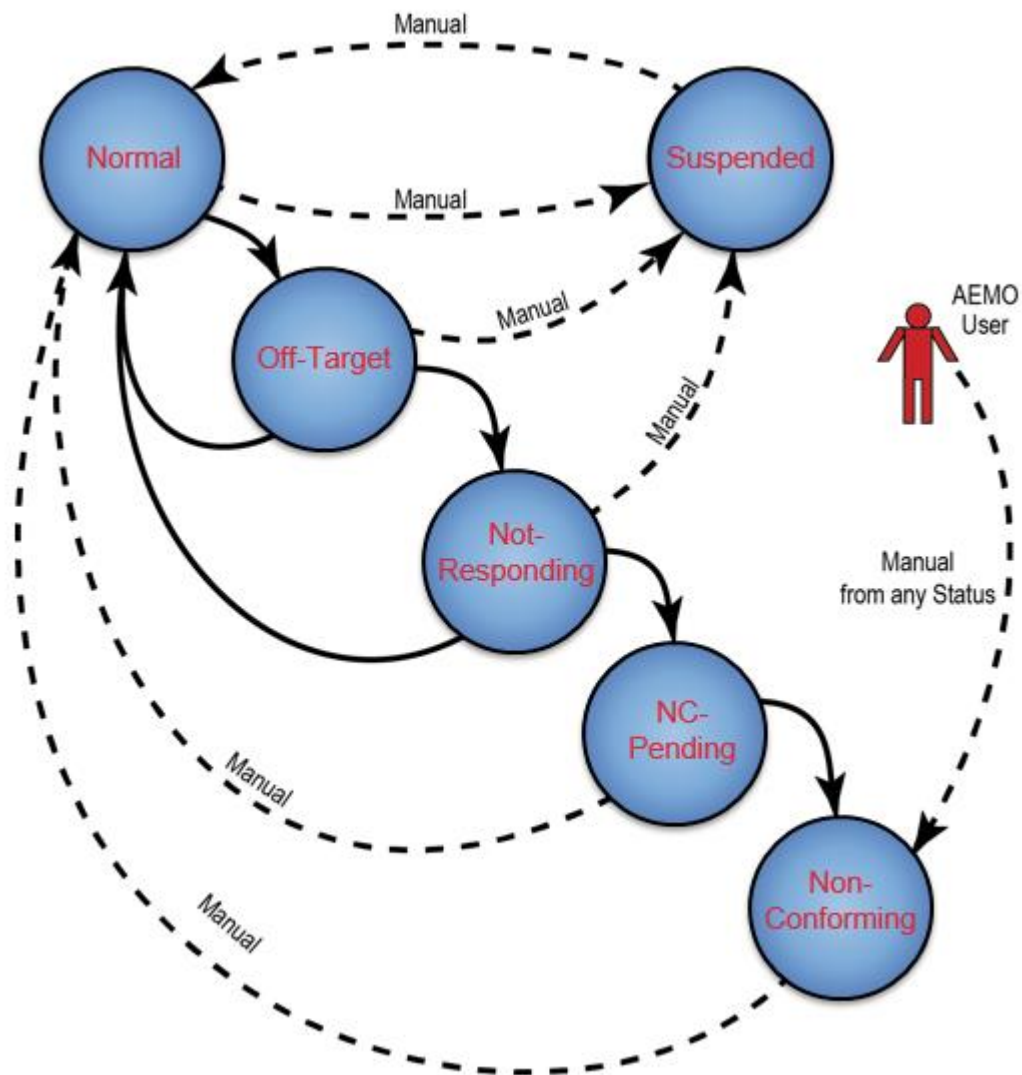 Manual
Normal
Suspended
Manual
Manual
AEMO
User
Off-Target
Manual
Not-
Responding
Manual
from any Status
NC-
Pending
Manual
Non-
Conforming
Manual